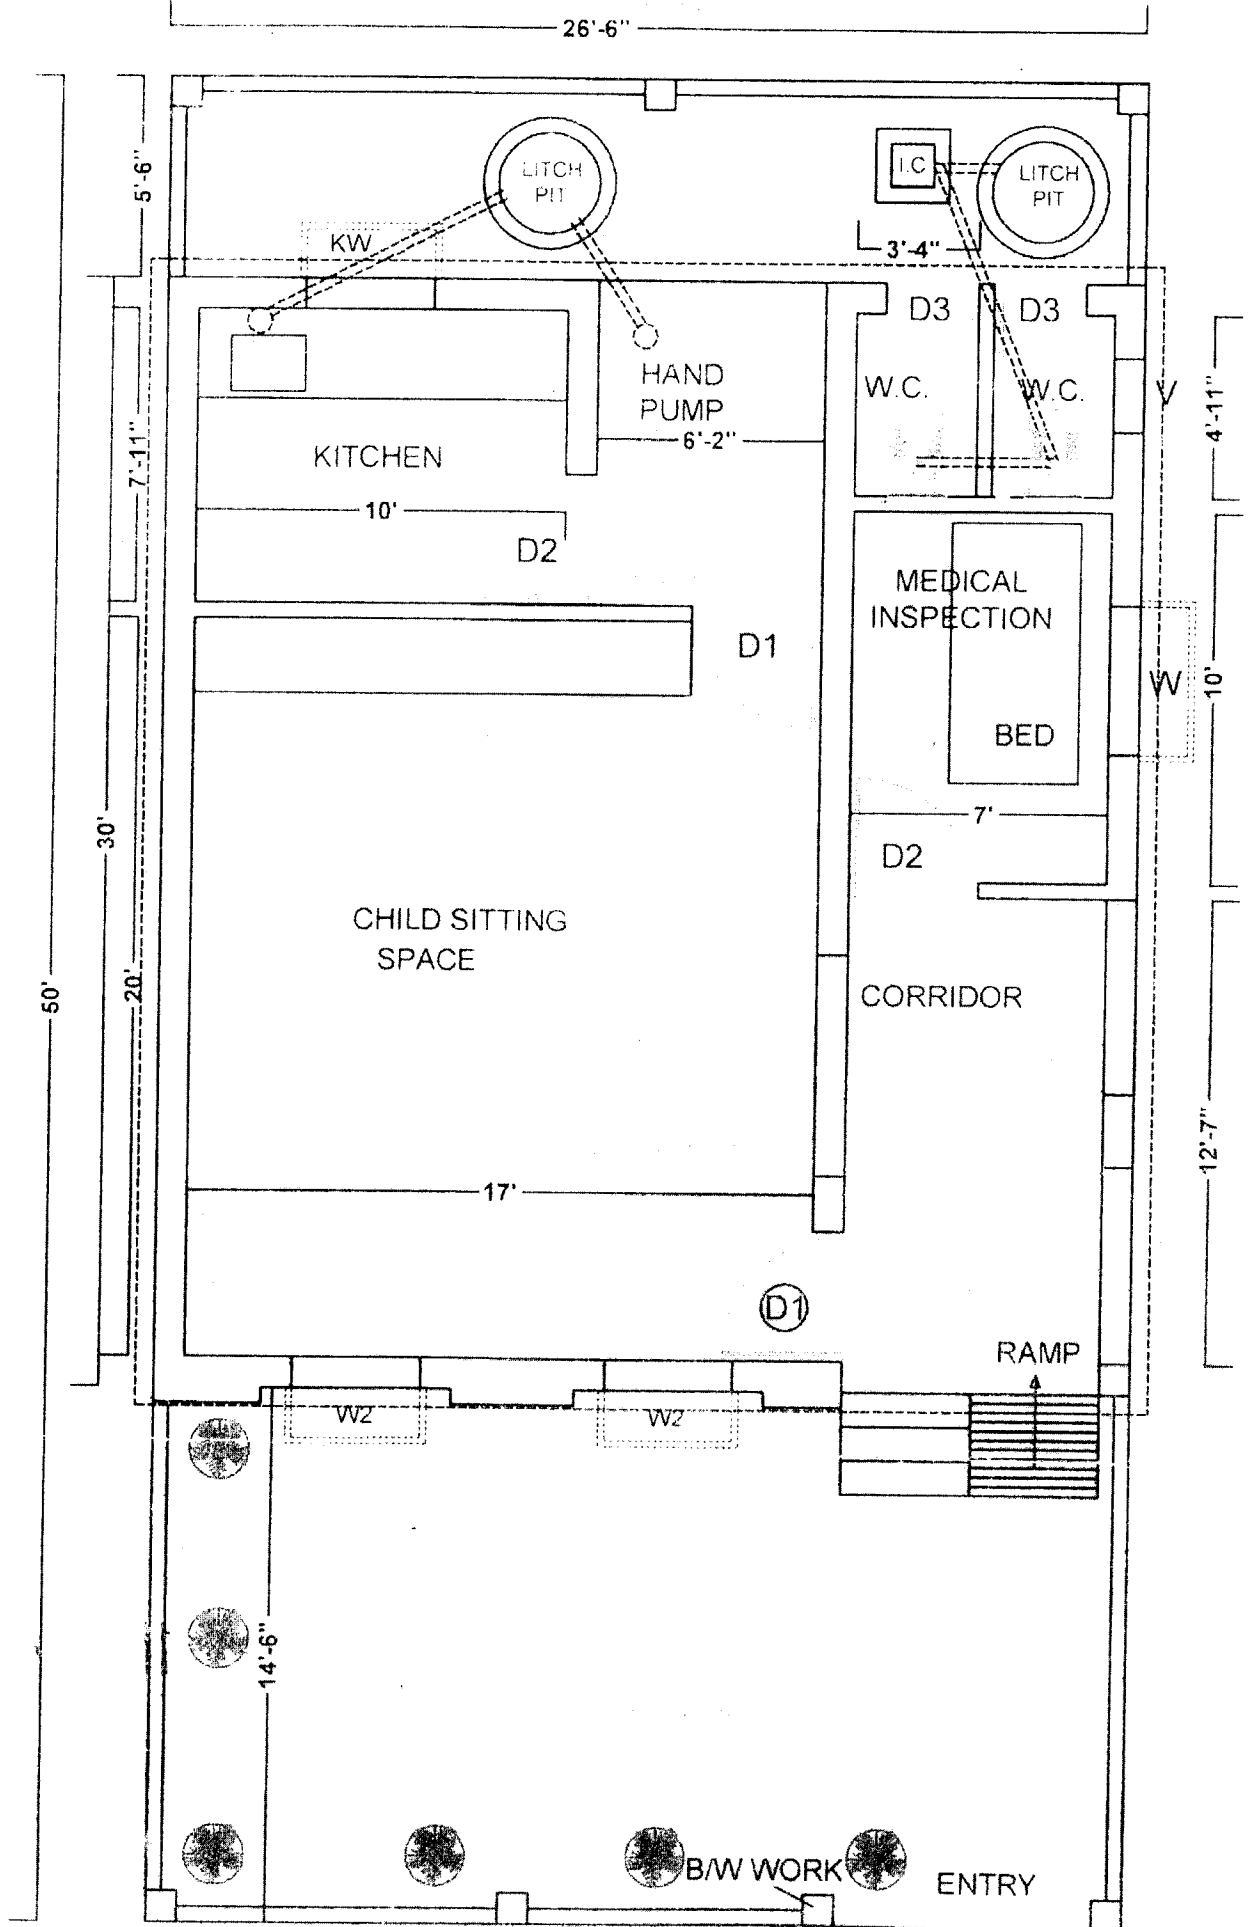 26'-6"
5'-6"
LITCH
PIT
I.C
LITCH
PIT
KW
3'-4"
D3
D3
HAND
PUMP
W.C.
W.C.
V
4'-11"
7'-11"
KITCHEN
6'-2"
10'
D2
MEDICAL
INSPECTION
D1
W
10'
BED
7'
30'
D2
CHILD SITTING
SPACE
50'
20'
CORRIDOR
12'-7"
17'
D1
RAMP
W2
W2
14'-6"
B/W WORK
ENTRY